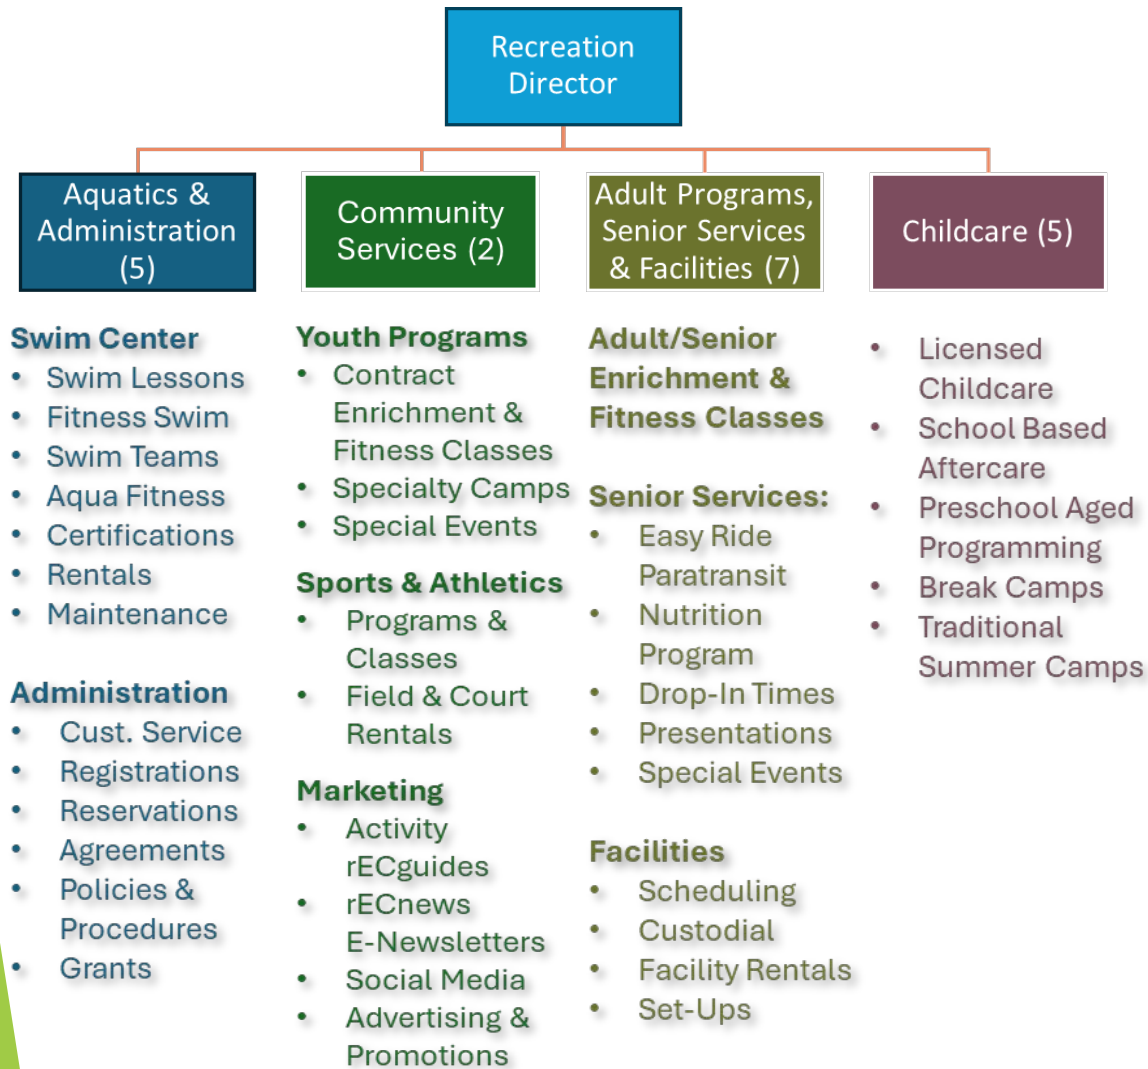 Recreation
Director
Aquatics &
Administration
(5)
Community
Services (2)
Adult Programs,
Senior Services
& Facilities (7)
Childcare (5)
Swim Center
• Swim Lessons
• Fitness Swim
• Swim Teams
• Aqua Fitness
• Certifications
• Rentals
• Maintenance
Administration
• Cust. Service
• Registrations
• Reservations
• Agreements
• Policies &
Procedures
• Grants
Youth Programs
• Contract
Enrichment &
Fitness Classes
• Specialty Camps
• Special Events
Sports & Athletics
• Programs &
Classes
• Field & Court
Rentals
Marketing
• Activity
rECguides
• rECnews
E-Newsletters
• Social Media
• Advertising &
Promotions
Adult/Senior
Enrichment &
Fitness Classes
Senior Services:
• Easy Ride
Paratransit
• Nutrition
Program
• Drop-In Times
• Presentations
• Special Events
Facilities
• Scheduling
• Custodial
• Facility Rentals
• Set-Ups
• Licensed
Childcare
• School Based
Aftercare
• Preschool Aged
Programming
• Break Camps
• Traditional
Summer Camps